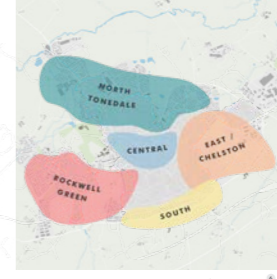 NORTH
TONEDALE
CENTRAL
EAST /
CHELSTON
ROCKWELL
GREEN
SOUTH